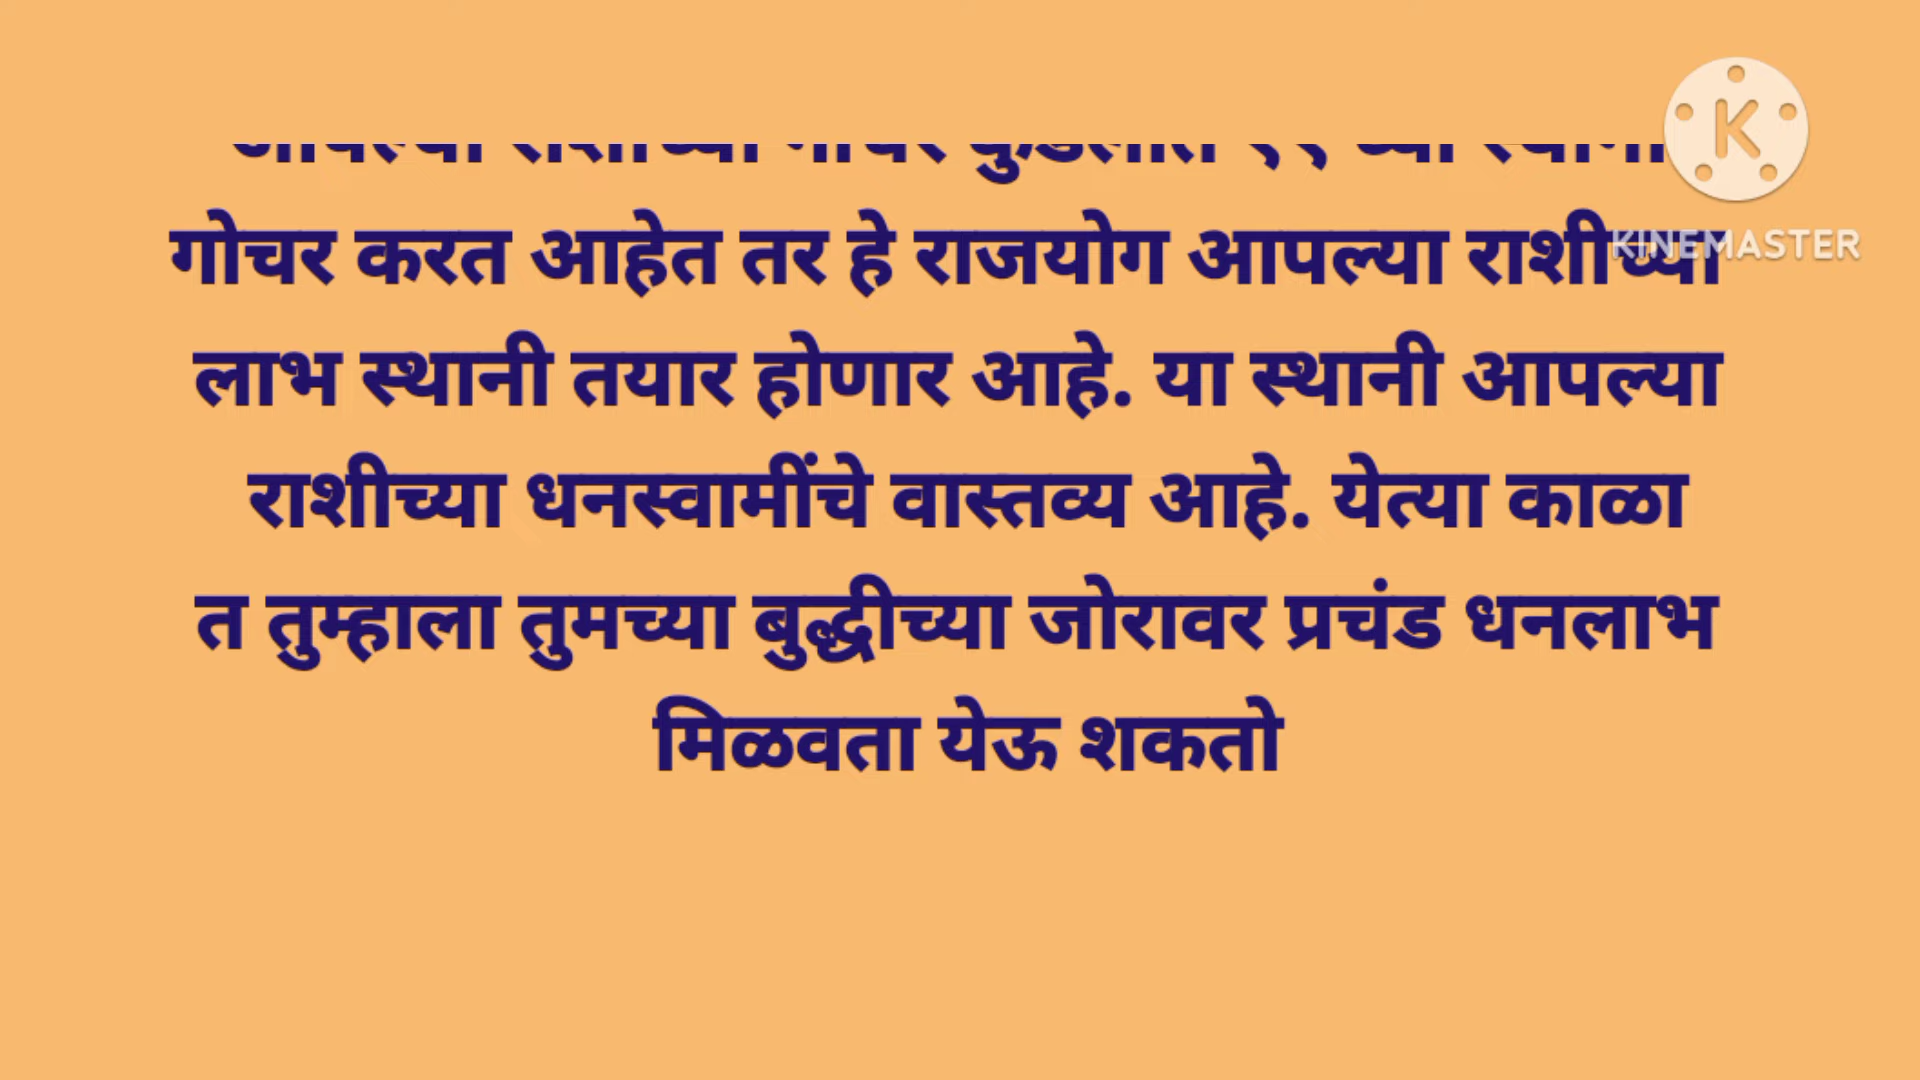 गोचर करत आहेत तर हे राजयोग आपल्या राशीच्या
लाभ स्थानी तयार होणार आहे. या स्थानी आपल्या
राशीच्या धनस्वामींचे वास्तव्य आहे. येत्या काळा
त तुम्हाला तुमच्या बुद्धीच्या जोरावर प्रचंड धनलाभ
मिळवता येऊ शकतो
K
KINEMASTER